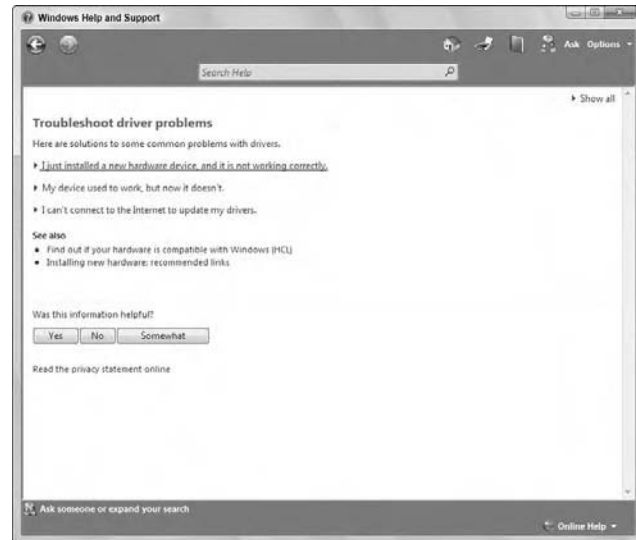 Windows Help and Support
Ask Options
Search Help
Show all
Troubleshoot driver problems
Here are solutions to some common problems with drivers.
I just installed a new hardware device, and it is not working correctly.
My device used to work, but now it doesn't.
I can't connect to the Internet to update my drivers.
See also
Find out if your hardware is compatible with Windows (HCL)
Installing new hardware: recommended links
Was this information helpful?
Yes No Somewhat
Read the privacy statement online
Ask someone or expand your search
Online Help